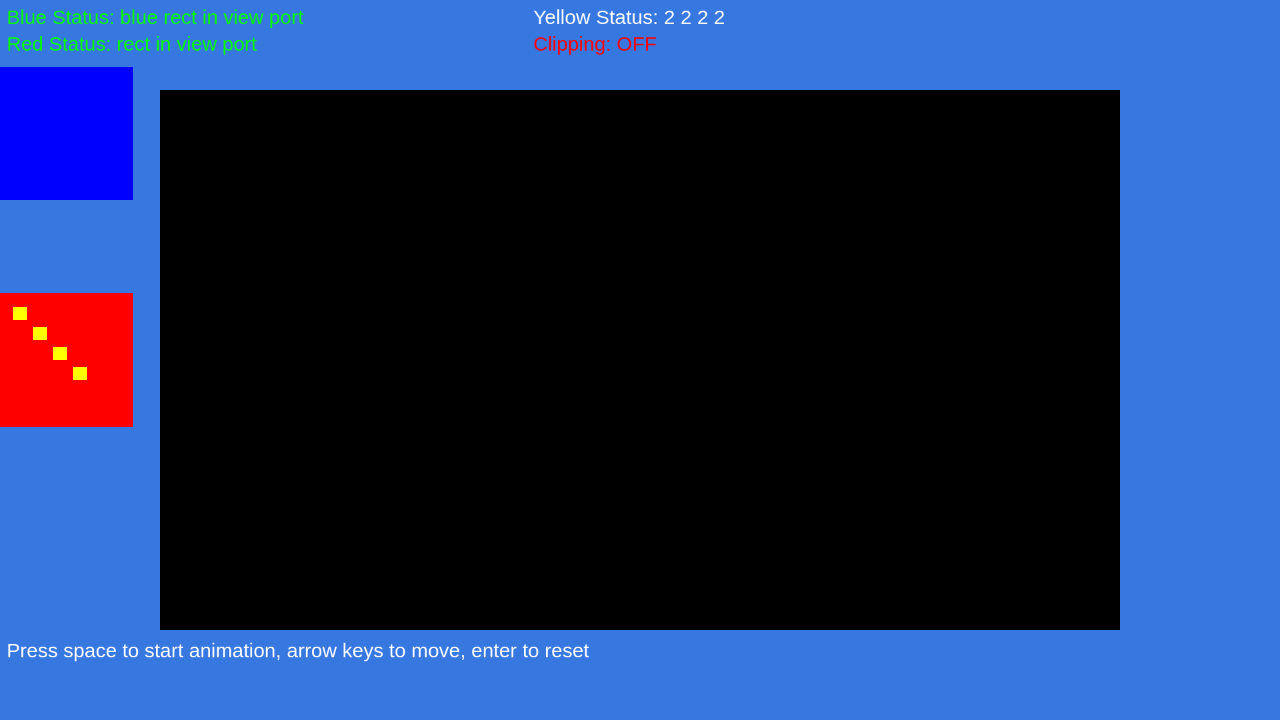 Blue Status: blue rect in view port
Yellow Status: 2 2 2 2
Red Status: rect in view port
Clipping: OFF
Press space to start animation, arrow keys to move, enter to reset